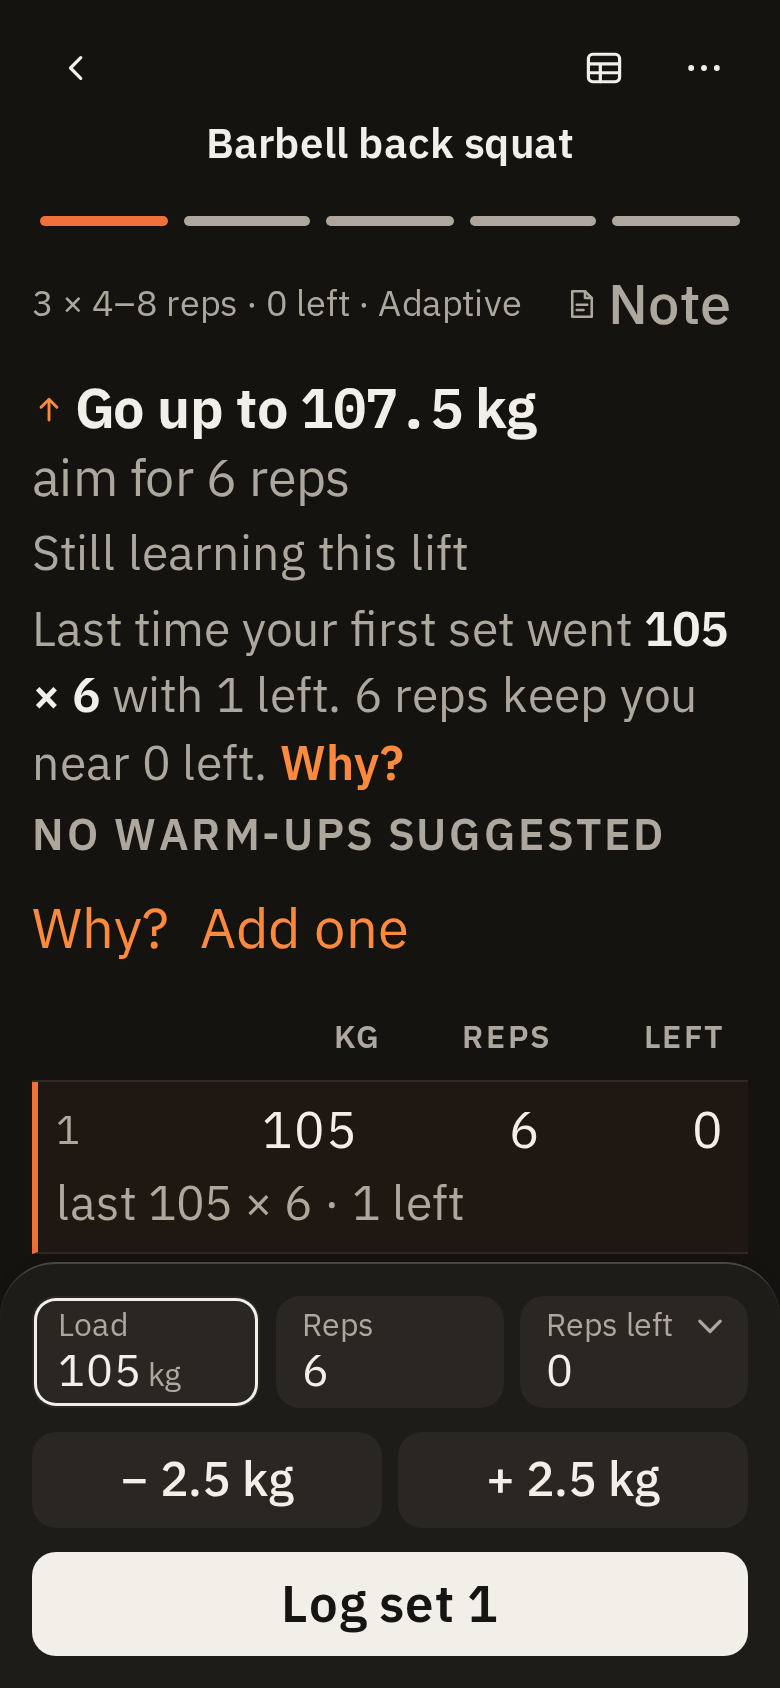 Barbell back squat
3 × 4–8 reps · 0 left · Adaptive Note
↑ Go up to 107.5 kg
aim for 6 reps
Still learning this lift
Last time your first set went 105
× 6 with 1 left. 6 reps keep you
near 0 left. Why?
NO WARM-UPS SUGGESTED
Why? Add one
KG REPS LEFT
1 105 6 0
last 105 × 6 · 1 left
Load Reps Reps left
105 kg 6 0
− 2.5 kg + 2.5 kg
Log set 1